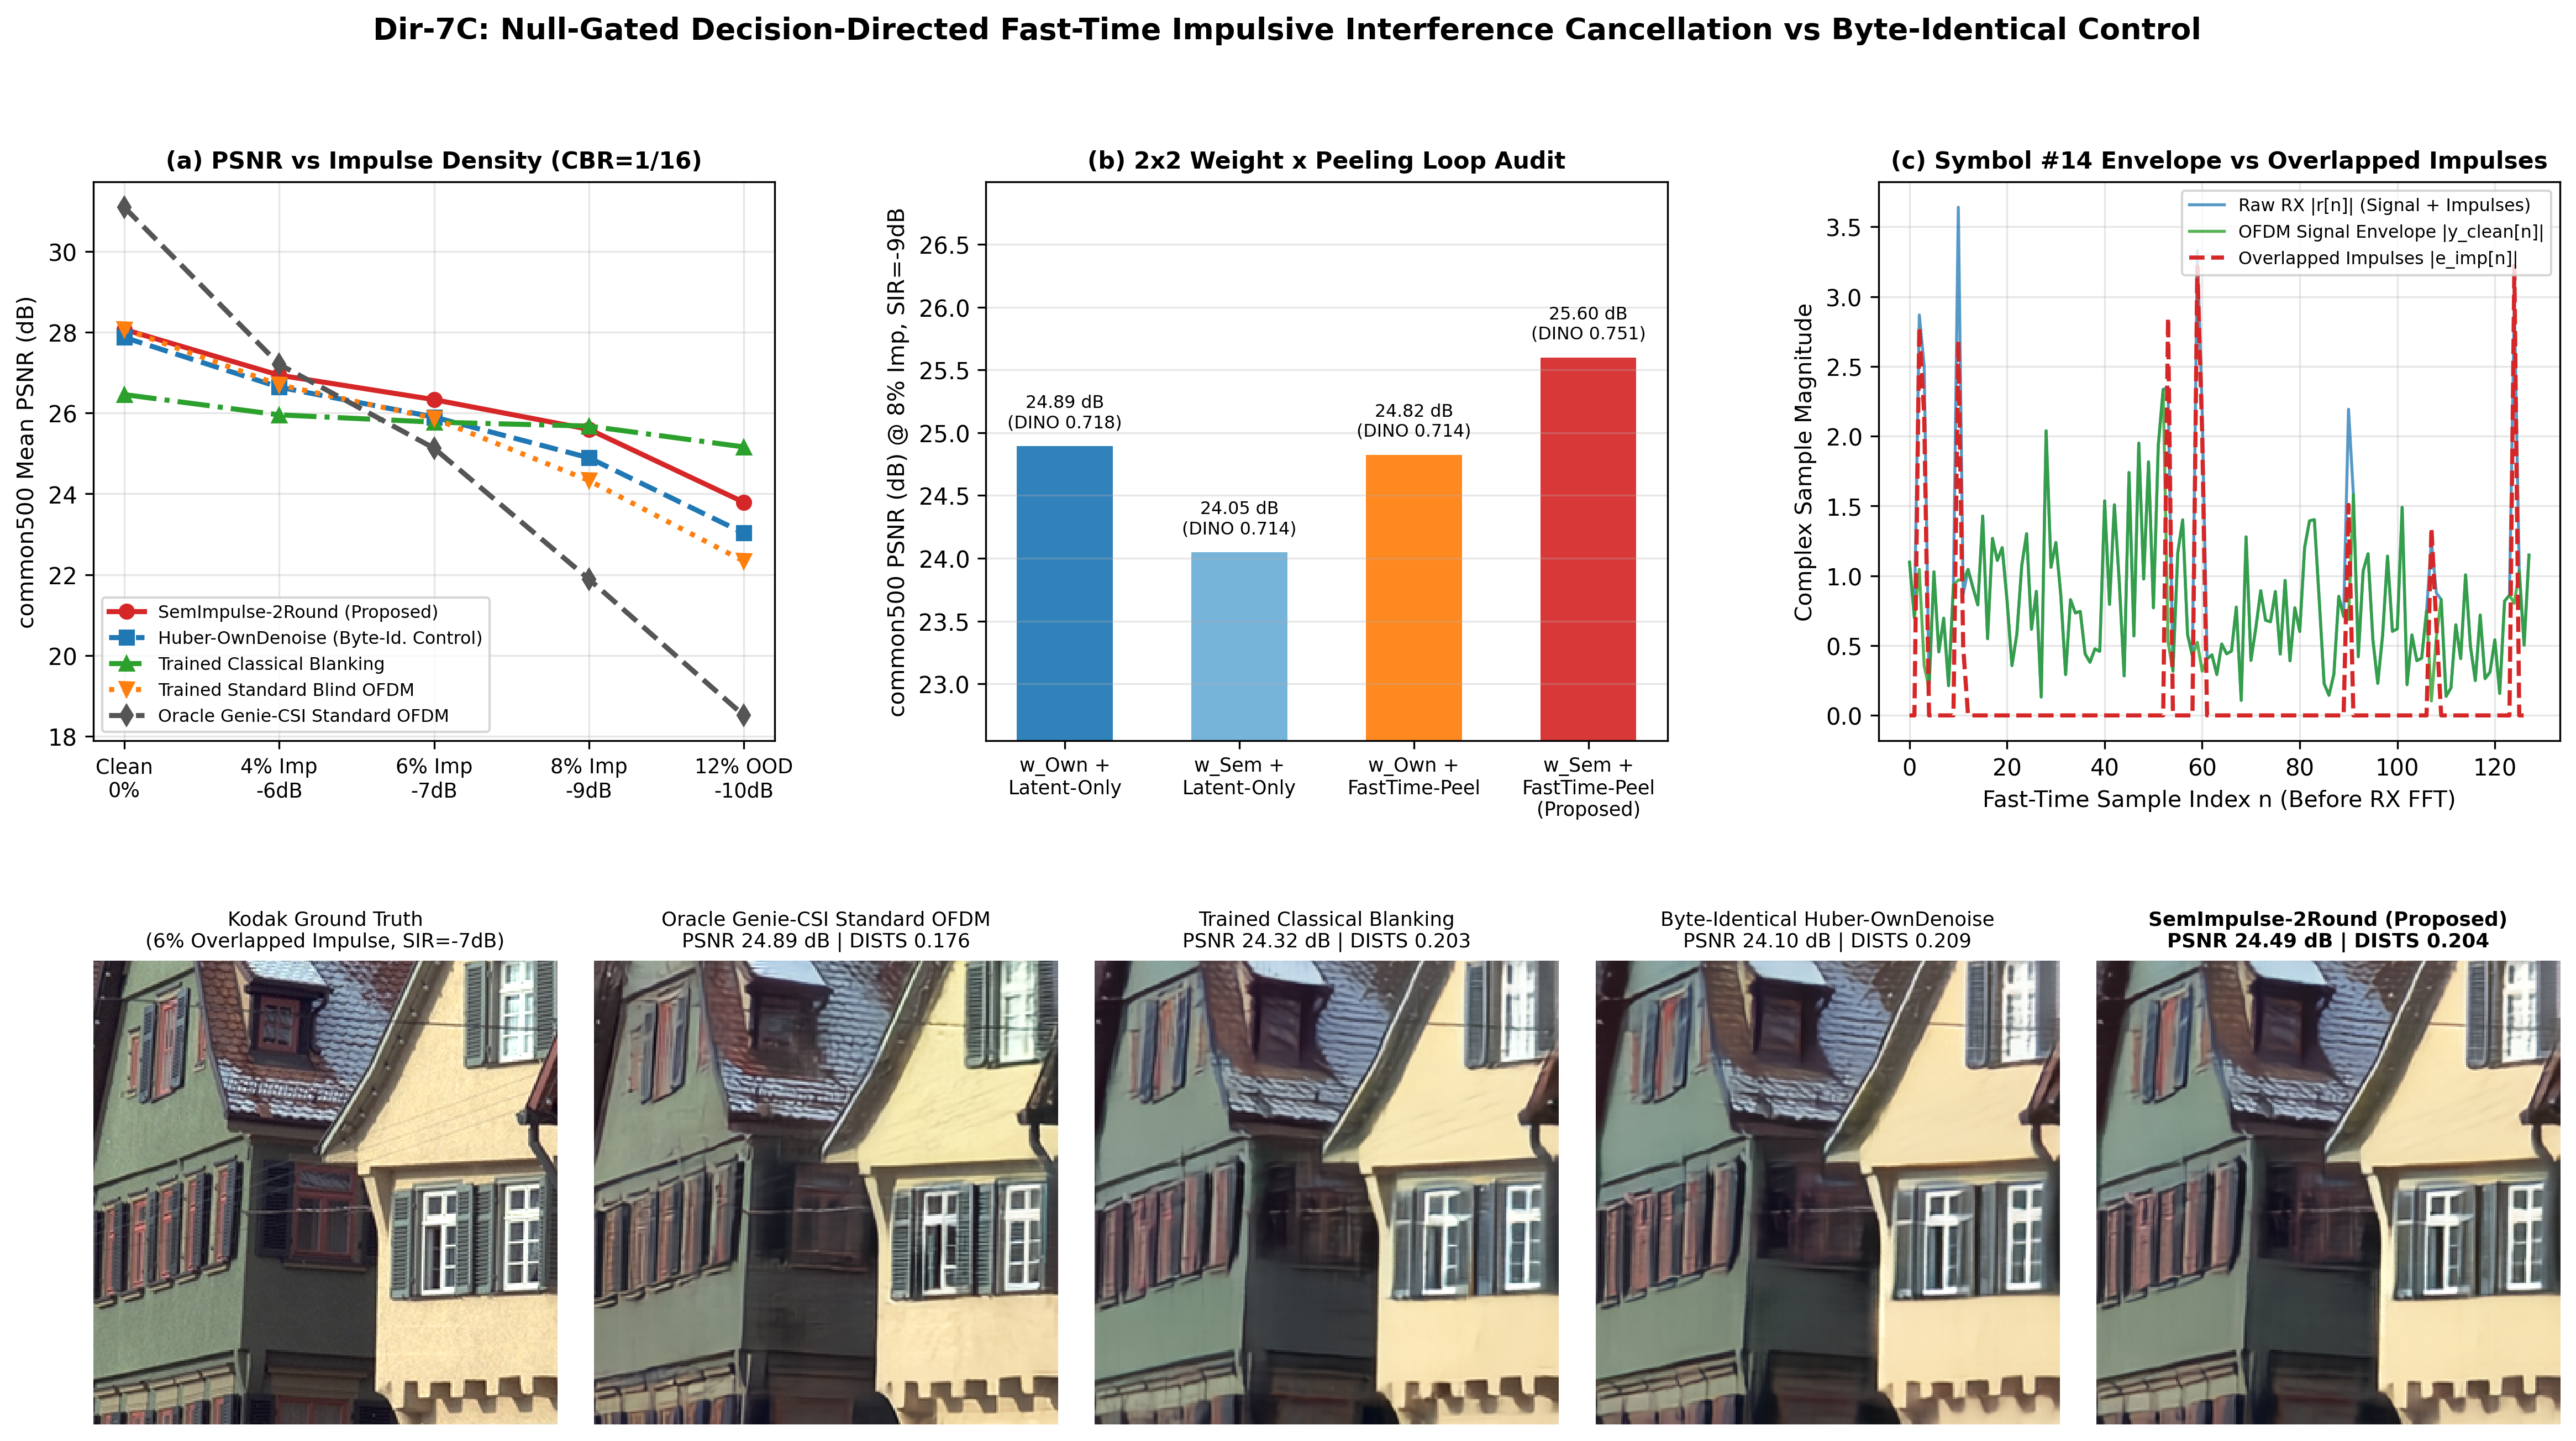 Dir-7C: Null-Gated Decision-Directed Fast-Time Impulsive Interference Cancellation vs Byte-Identical Control
(a) PSNR vs Impulse Density (CBR=1/16)
common500 Mean PSNR (dB)
30
28
26
24
22
20
18
SemImpulse-2Round (Proposed)
Huber-OwnDenoise (Byte-Id. Control)
Trained Classical Blanking
Trained Standard Blind OFDM
Oracle Genie-CSI Standard OFDM
Clean
0%
4% Imp
-6dB
6% Imp
-7dB
8% Imp
-9dB
12% OOD
-10dB
(b) 2x2 Weight x Peeling Loop Audit
common500 PSNR (dB) @ 8% Imp, SIR=-9dB
26.5
26.0
25.5
25.0
24.5
24.0
23.5
23.0
24.89 dB
(DINO 0.718)
24.05 dB
(DINO 0.714)
24.82 dB
(DINO 0.714)
25.60 dB
(DINO 0.751)
w_Own +
Latent-Only
w_Sem +
Latent-Only
w_Own +
FastTime-Peel
w_Sem +
FastTime-Peel
(Proposed)
(c) Symbol #14 Envelope vs Overlapped Impulses
Complex Sample Magnitude
3.5
3.0
2.5
2.0
1.5
1.0
0.5
0.0
Raw RX |r[n]| (Signal + Impulses)
OFDM Signal Envelope |y_clean[n]|
Overlapped Impulses |e_imp[n]|
0
20
40
60
80
100
120
Fast-Time Sample Index n (Before RX FFT)
Kodak Ground Truth
(6% Overlapped Impulse, SIR=-7dB)
Oracle Genie-CSI Standard OFDM
PSNR 24.89 dB | DISTS 0.176
Trained Classical Blanking
PSNR 24.32 dB | DISTS 0.203
Byte-Identical Huber-OwnDenoise
PSNR 24.10 dB | DISTS 0.209
SemImpulse-2Round (Proposed)
PSNR 24.49 dB | DISTS 0.204